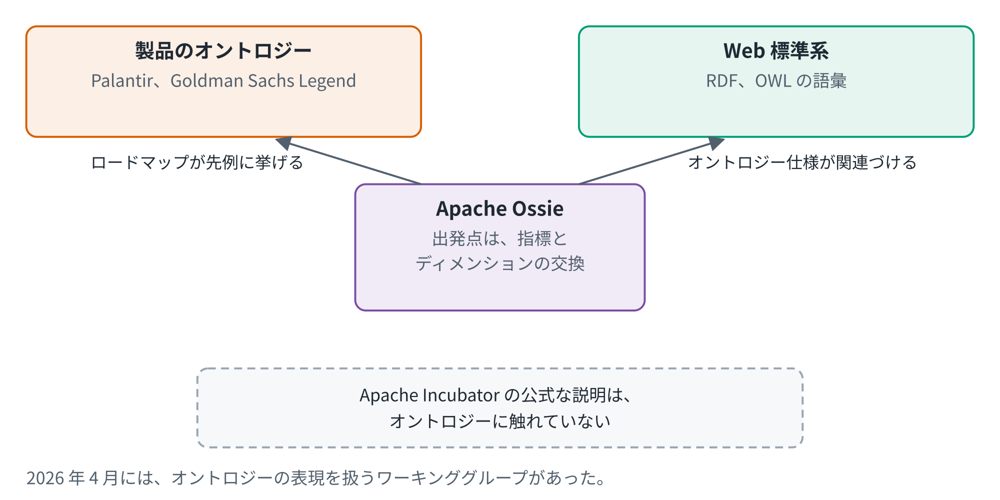 製品のオントロジー
Palantir、Goldman Sachs Legend
Web 標準系
RDF、OWL の語彙
ロードマップが先例に挙げる
オントロジー仕様が関連づける
Apache Ossie
出発点は、指標と
ディメンションの交換
Apache Incubator の公式な説明は、
オントロジーに触れていない
2026 年 4 月には、オントロジーの表現を扱うワーキンググループがあった。